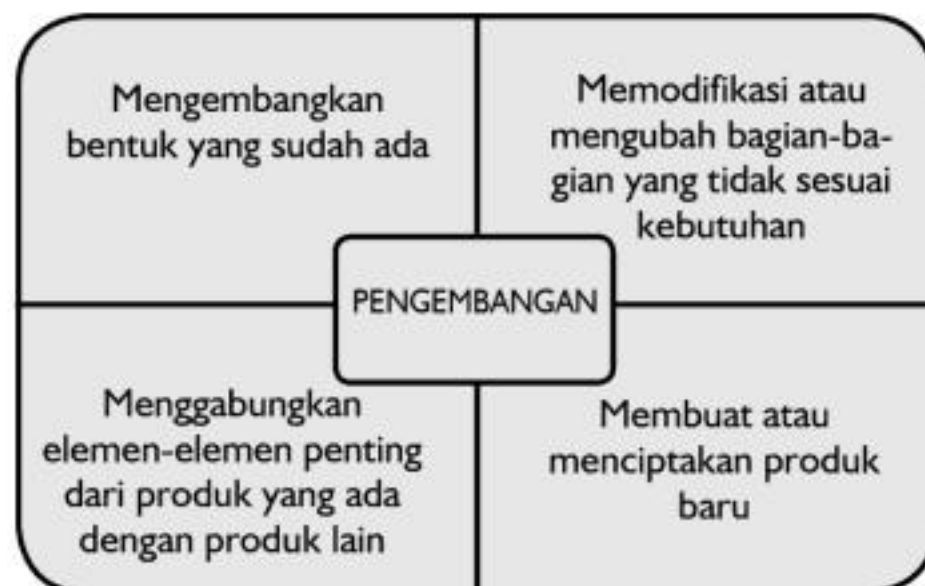 Mengembangkan
bentuk yang sudah ada
Memodifikasi atau
mengubah bagian-ba-
gian yang tidak sesuai
kebutuhan
PENGEMBANGAN
Menggabungkan
elemen-elemen penting
dari produk yang ada
dengan produk lain
Membuat atau
menciptakan produk
baru